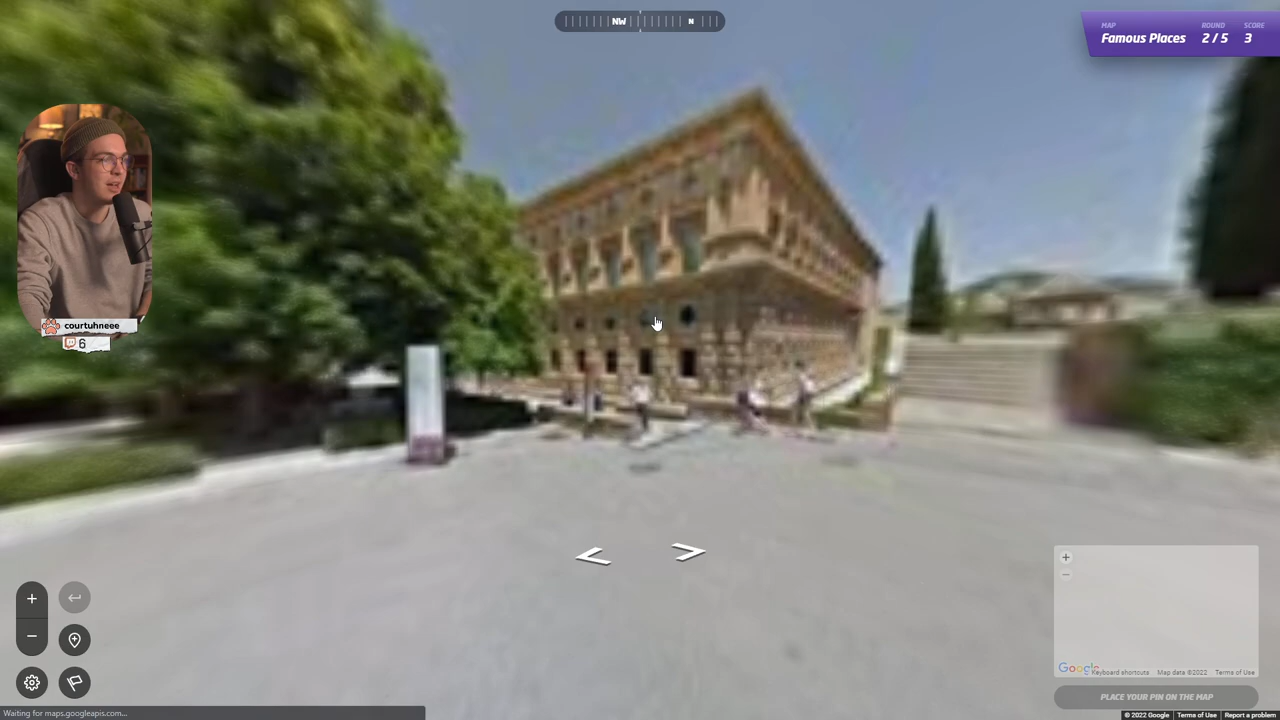 NW
N
MAP
Famous Places
ROUND
2 / 5
SCORE
3
courtuhneee
6
+
−
+
−
Google
Keyboard shortcuts
Map data ©2022
Terms of Use
PLACE YOUR PIN ON THE MAP
Waiting for maps.googleapis.com...
© 2022 Google
Terms of Use
Report a problem